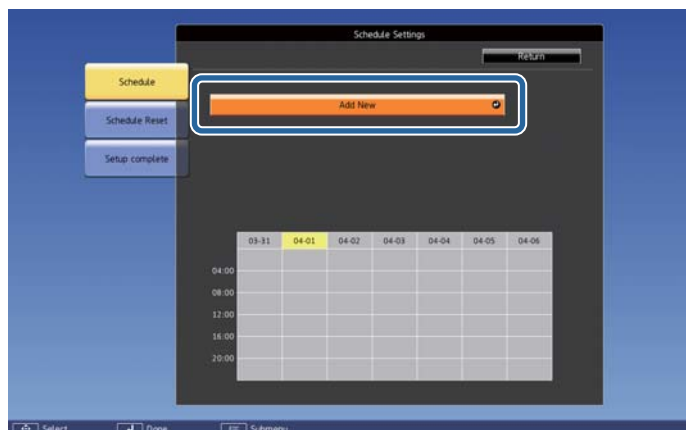 Schedule Settings
Return
Schedule
Add New
Schedule Reset
Setup complete
03-31 04-01 04-02 04-03 04-04 04-05 04-06
04:00
08:00
12:00
16:00
20:00
Select Done Submenu